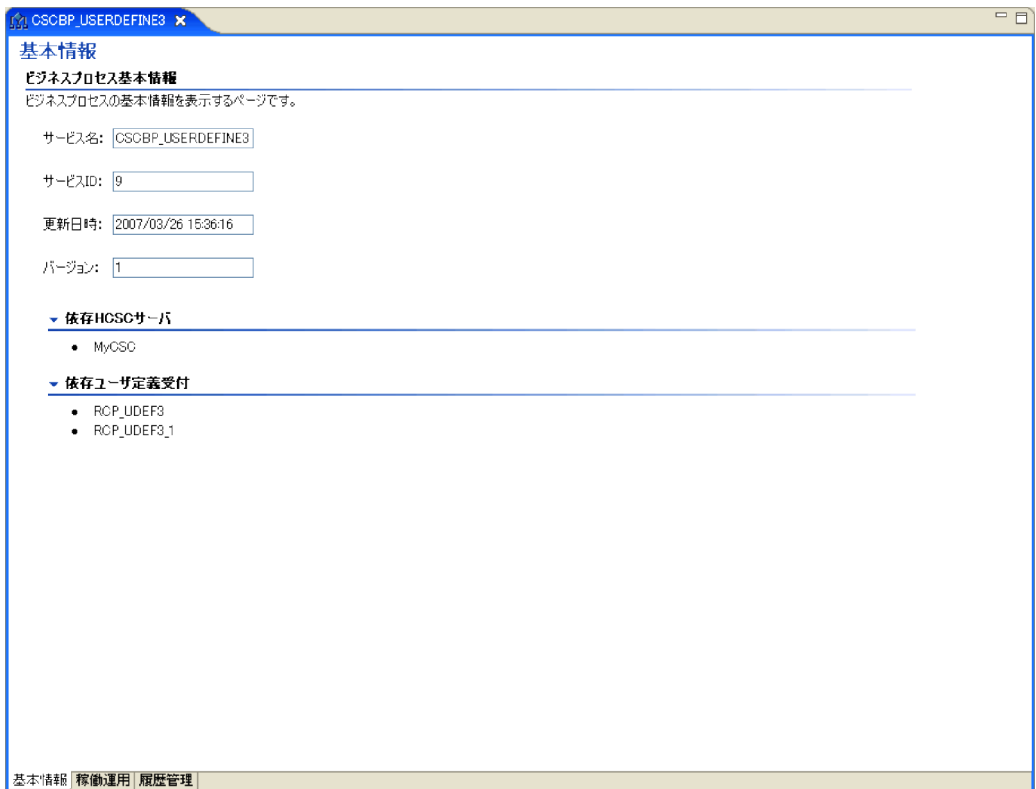 CSCBP_USERDEFINE3
基本情報
ビジネスプロセス基本情報
ビジネスプロセスの基本情報を表示するページです。
サービス名: CSCBP_USERDEFINE3
サービスID: 9
更新日時: 2007/03/26 15:36:16
バージョン: 1
依存HCSCサーバ
MyCSC
依存ユーザ定義受付
RCP_UDEF3
RCP_UDEF3_1
基本情報 稼働運用 履歴管理